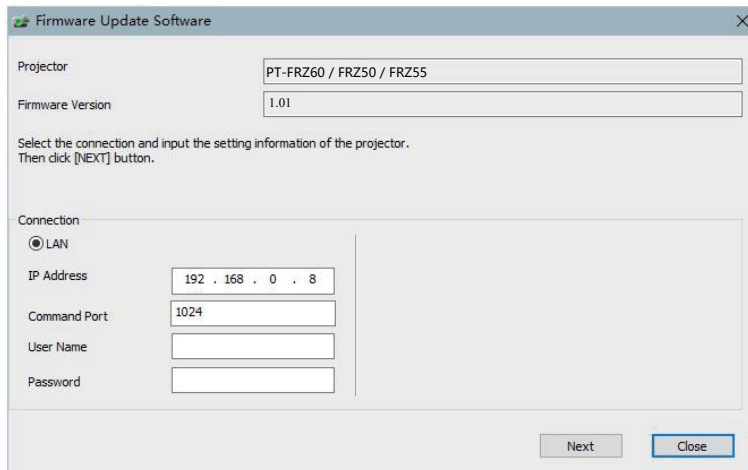 Firmware Update Software
Projector PT-FRZ60 / FRZ50 / FRZ55
Firmware Version 1.01
Select the connection and input the setting information of the projector.
Then click [NEXT] button.
Connection
LAN
IP Address 192 . 168 . 0 . 8
Command Port 1024
User Name
Password
Next Close